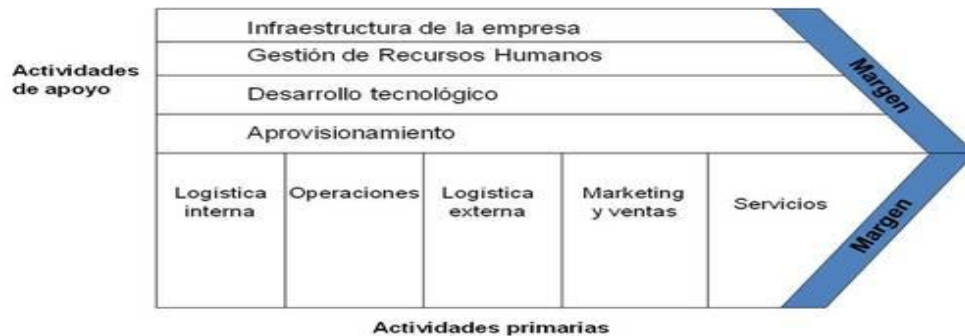 Infraestructura de la empresa
Gestión de Recursos Humanos
Actividades
de apoyo
Desarrollo tecnológico
Aprovisionamiento
Margen
Logística
interna
Operaciones
Logística
externa
Marketing
y ventas
Servicios
Margen
Actividades primarias